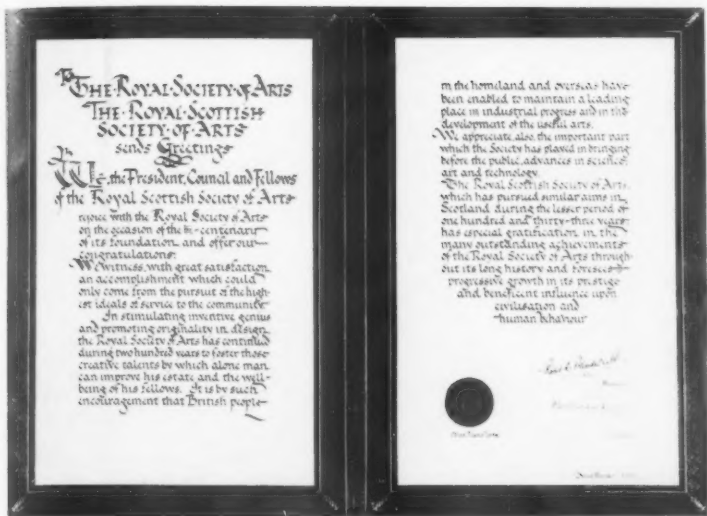 To
THE·ROYAL·SOCIETY·OF·ARTS
THE·ROYAL·SCOTTISH
SOCIETY·OF·ARTS
sends Greetings
We, the President, Council and Fellows
of the Royal Scottish Society of Arts
rejoice with the Royal Society of Arts
on the occasion of the bi-centenary
of its foundation and offer our
congratulations:
We witness, with great satisfaction,
an accomplishment which could
only come from the pursuit of the high-
est ideals of service to the community
In stimulating inventive genius
and promoting originality in design
the Royal Society of Arts has continued
during two hundred years to foster those
creative talents by which alone man
can improve his estate and the well-
being of his fellows. It is by such
encouragement that British people
in the homeland and overseas have
been enabled to maintain a leading
place in industrial progress and in the
development of the useful arts.
We appreciate, also, the important part
which the Society has played in bringing
before the public, advances in science,
art and technology.
The Royal Scottish Society of Arts,
which has pursued similar aims in
Scotland during the lesser period of
one hundred and thirty-three years
has especial gratification in the
many outstanding achievements
of the Royal Society of Arts through-
out its long history and foresees
progressive growth in its prestige
and beneficent influence upon
civilisation and
human behaviour